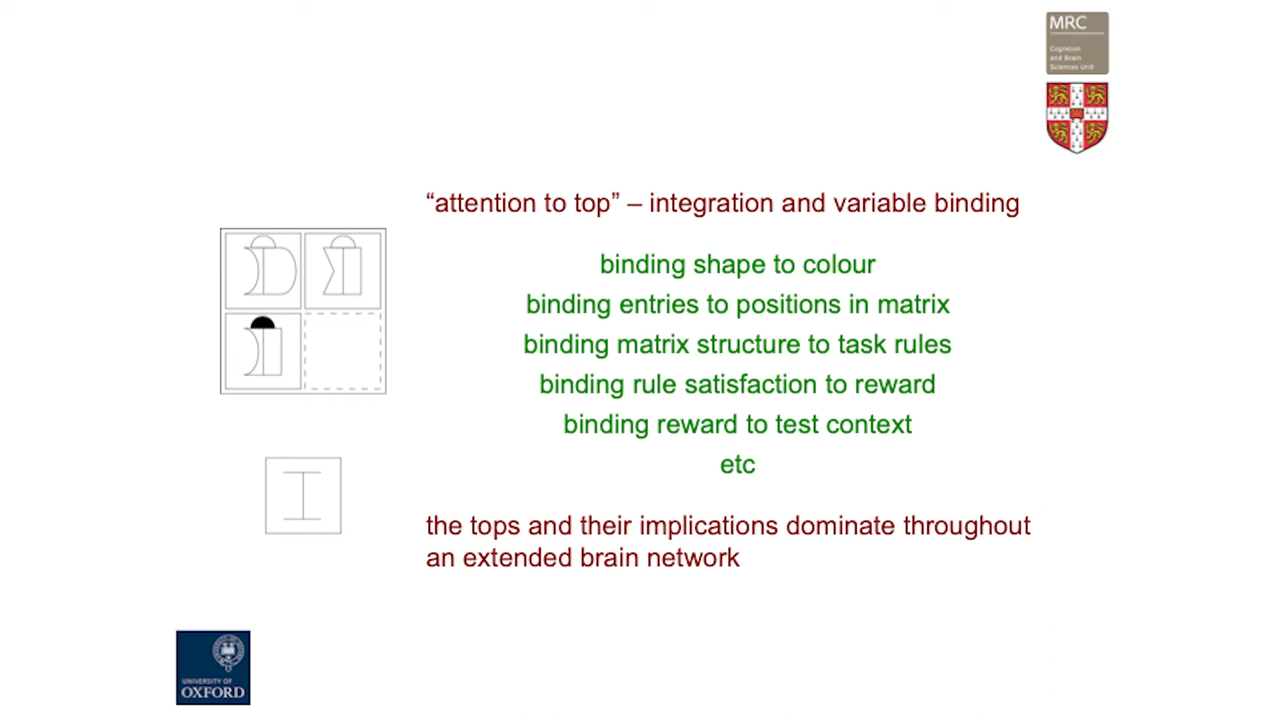 MRC
Cognition
and Brain
Sciences Unit
“attention to top” – integration and variable binding
binding shape to colour
binding entries to positions in matrix
binding matrix structure to task rules
binding rule satisfaction to reward
binding reward to test context
etc
the tops and their implications dominate throughout
an extended brain network
UNIVERSITY OF
OXFORD